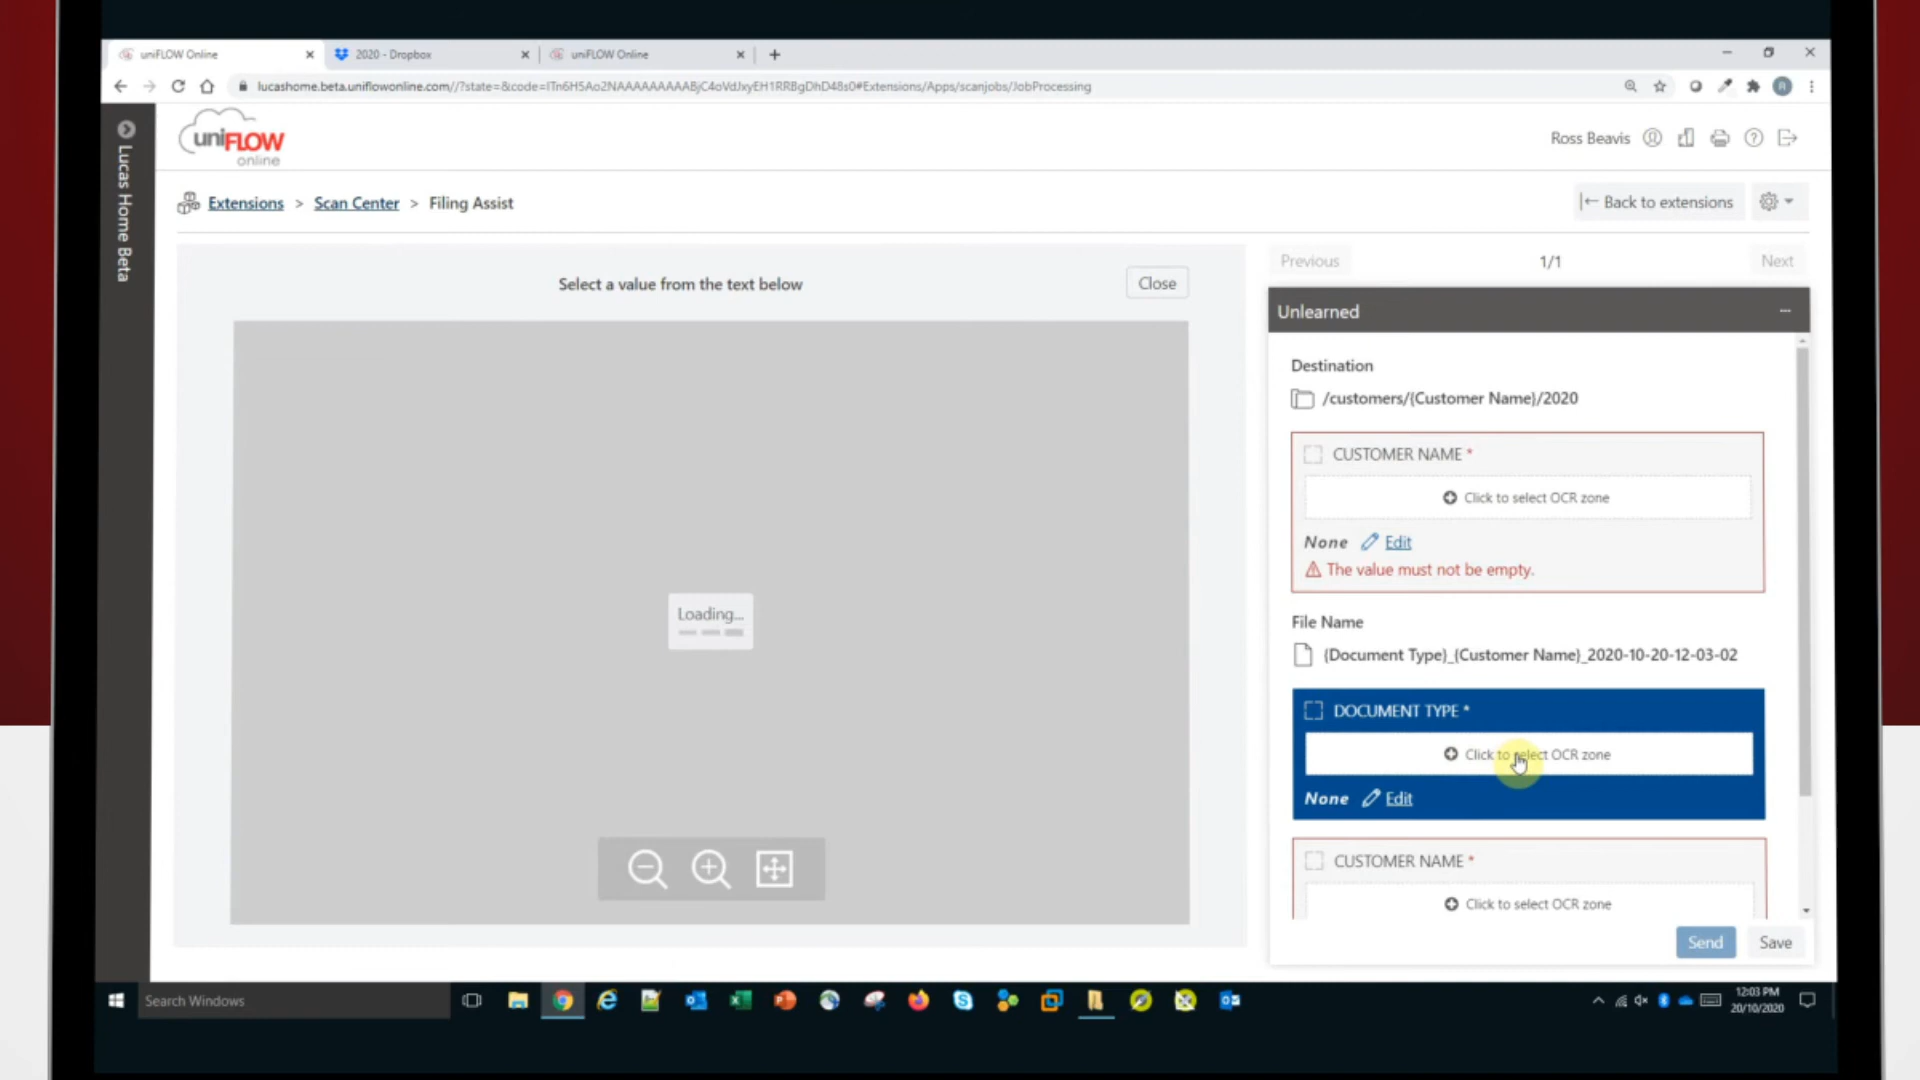 uniFLOW Online
2020 - Dropbox
uniFLOW Online
lucashome.beta.uniflowonline.com//?state=&code=ITn6H5Ao2NAAAAAAAAABjC4oVdJxyEH1RRBgDhD48s0#Extensions/Apps/scanjobs/JobProcessing
Lucas Home Beta
uniFLOW
online
Ross Beavis
Extensions > Scan Center > Filing Assist
Back to extensions
Select a value from the text below
Close
Previous
1/1
Next
Unlearned
Destination
/customers/{Customer Name}/2020
CUSTOMER NAME *
Click to select OCR zone
None Edit
The value must not be empty.
File Name
{Document Type}_{Customer Name}_2020-10-20-12-03-02
DOCUMENT TYPE *
Click to select OCR zone
None Edit
CUSTOMER NAME *
Click to select OCR zone
Loading...
Send
Save
Search Windows
12:03 PM
20/10/2020